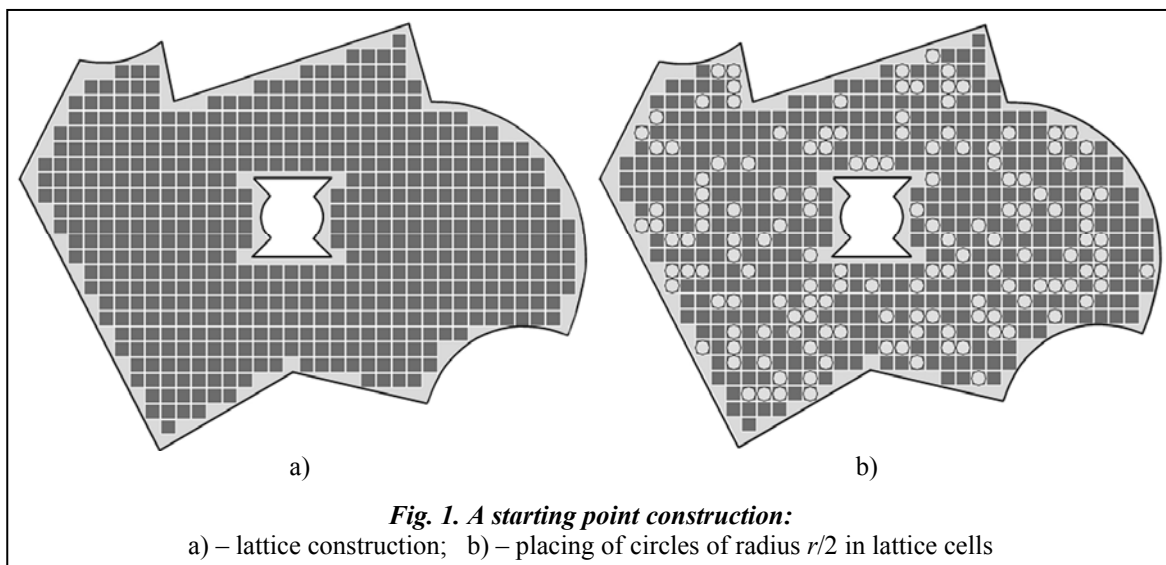 a)
b)
Fig. 1. A starting point construction:
a) – lattice construction; b) – placing of circles of radius r/2 in lattice cells